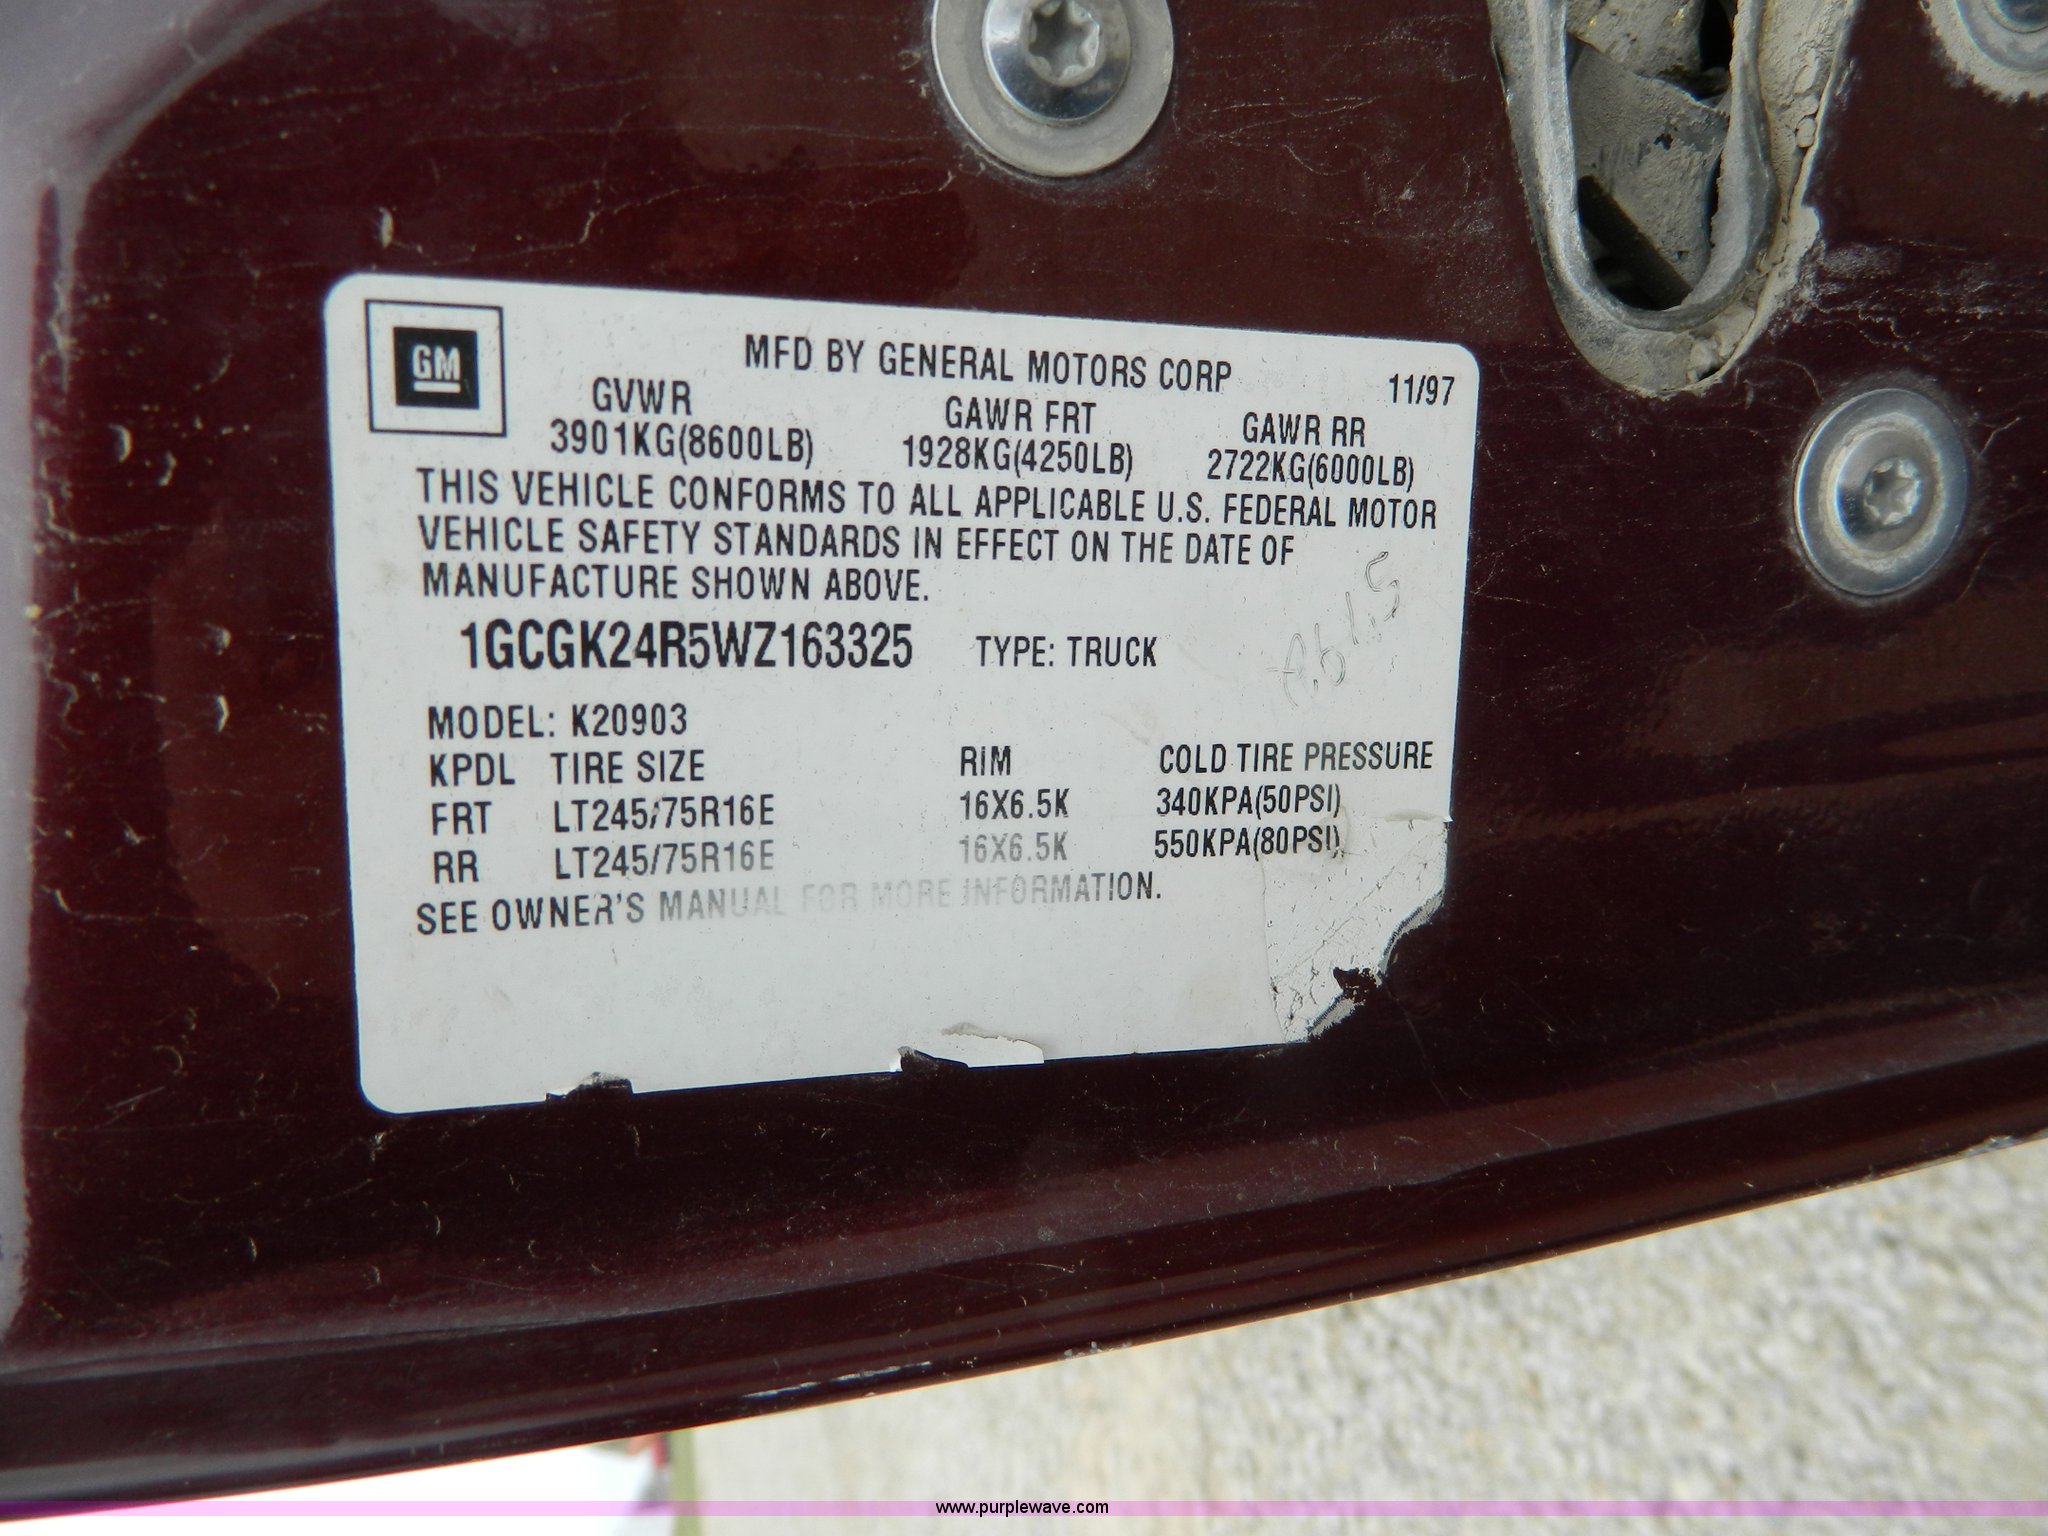 GM
MFD BY GENERAL MOTORS CORP 11/97
GVWR GAWR FRT GAWR RR
3901KG(8600LB) 1928KG(4250LB) 2722KG(6000LB)
THIS VEHICLE CONFORMS TO ALL APPLICABLE U.S. FEDERAL MOTOR
VEHICLE SAFETY STANDARDS IN EFFECT ON THE DATE OF
MANUFACTURE SHOWN ABOVE.
1GCGK24R5WZ163325 TYPE: TRUCK
MODEL: K20903
KPDL TIRE SIZE RIM COLD TIRE PRESSURE
FRT LT245/75R16E 16X6.5K 340KPA(50PSI)
RR LT245/75R16E 16X6.5K 550KPA(80PSI)
SEE OWNER'S MANUAL FOR MORE INFORMATION.
www.purplewave.com